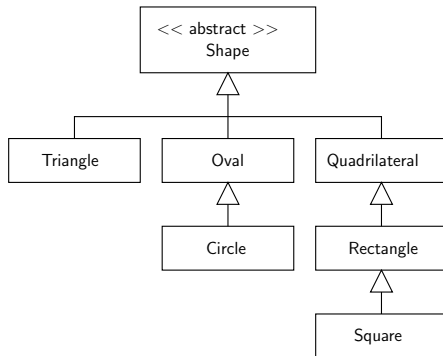 << abstract >>
Shape
Triangle
Oval
Quadrilateral
Circle
Rectangle
Square